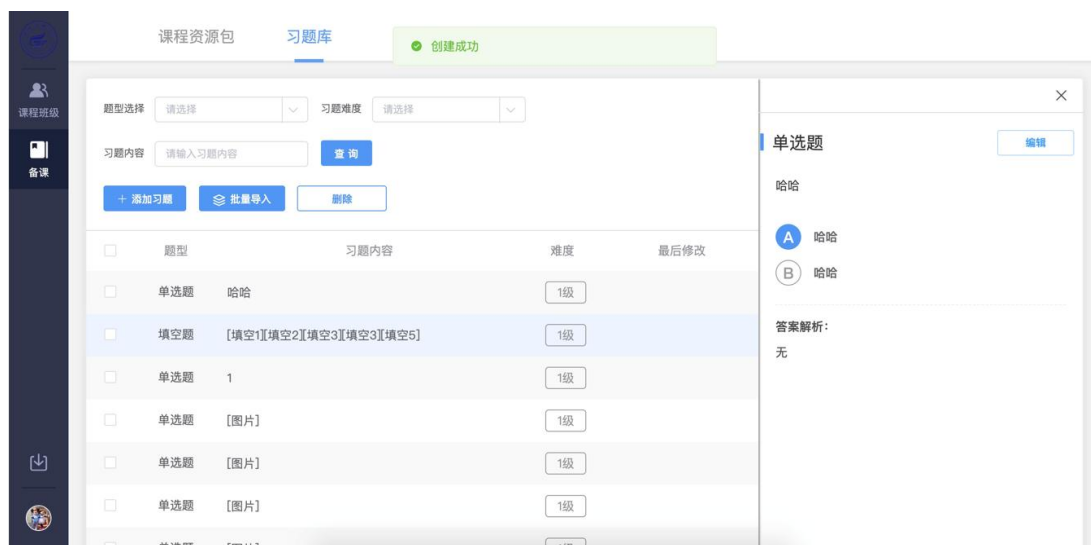 课程资源包 习题库
创建成功
课程班级
备课
题型选择 请选择 习题难度 请选择
习题内容 请输入习题内容 查询
+ 添加习题 批量导入 删除
题型 习题内容 难度 最后修改
单选题 哈哈 1级
填空题 [填空1][填空2][填空3][填空3][填空5] 1级
单选题 1 1级
单选题 [图片] 1级
单选题 [图片] 1级
单选题 [图片] 1级
单选题 编辑
哈哈
A 哈哈
B 哈哈
答案解析：
无